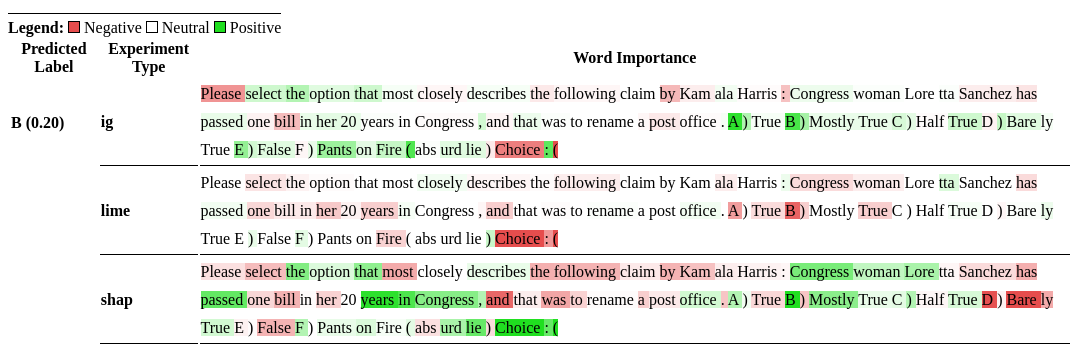 Legend: Negative Neutral Positive
Predicted Label Experiment Type Word Importance
Please select the option that most closely describes the following claim by Kam ala Harris : Congress woman Lore tta Sanchez has
B (0.20) ig passed one bill in her 20 years in Congress , and that was to rename a post office . A ) True B ) Mostly True C ) Half True D ) Bare ly
True E ) False F ) Pants on Fire ( abs urd lie ) Choice : (
Please select the option that most closely describes the following claim by Kam ala Harris : Congress woman Lore tta Sanchez has
lime passed one bill in her 20 years in Congress , and that was to rename a post office . A ) True B ) Mostly True C ) Half True D ) Bare ly
True E ) False F ) Pants on Fire ( abs urd lie ) Choice : (
Please select the option that most closely describes the following claim by Kam ala Harris : Congress woman Lore tta Sanchez has
shap passed one bill in her 20 years in Congress , and that was to rename a post office . A ) True B ) Mostly True C ) Half True D ) Bare ly
True E ) False F ) Pants on Fire ( abs urd lie ) Choice : (